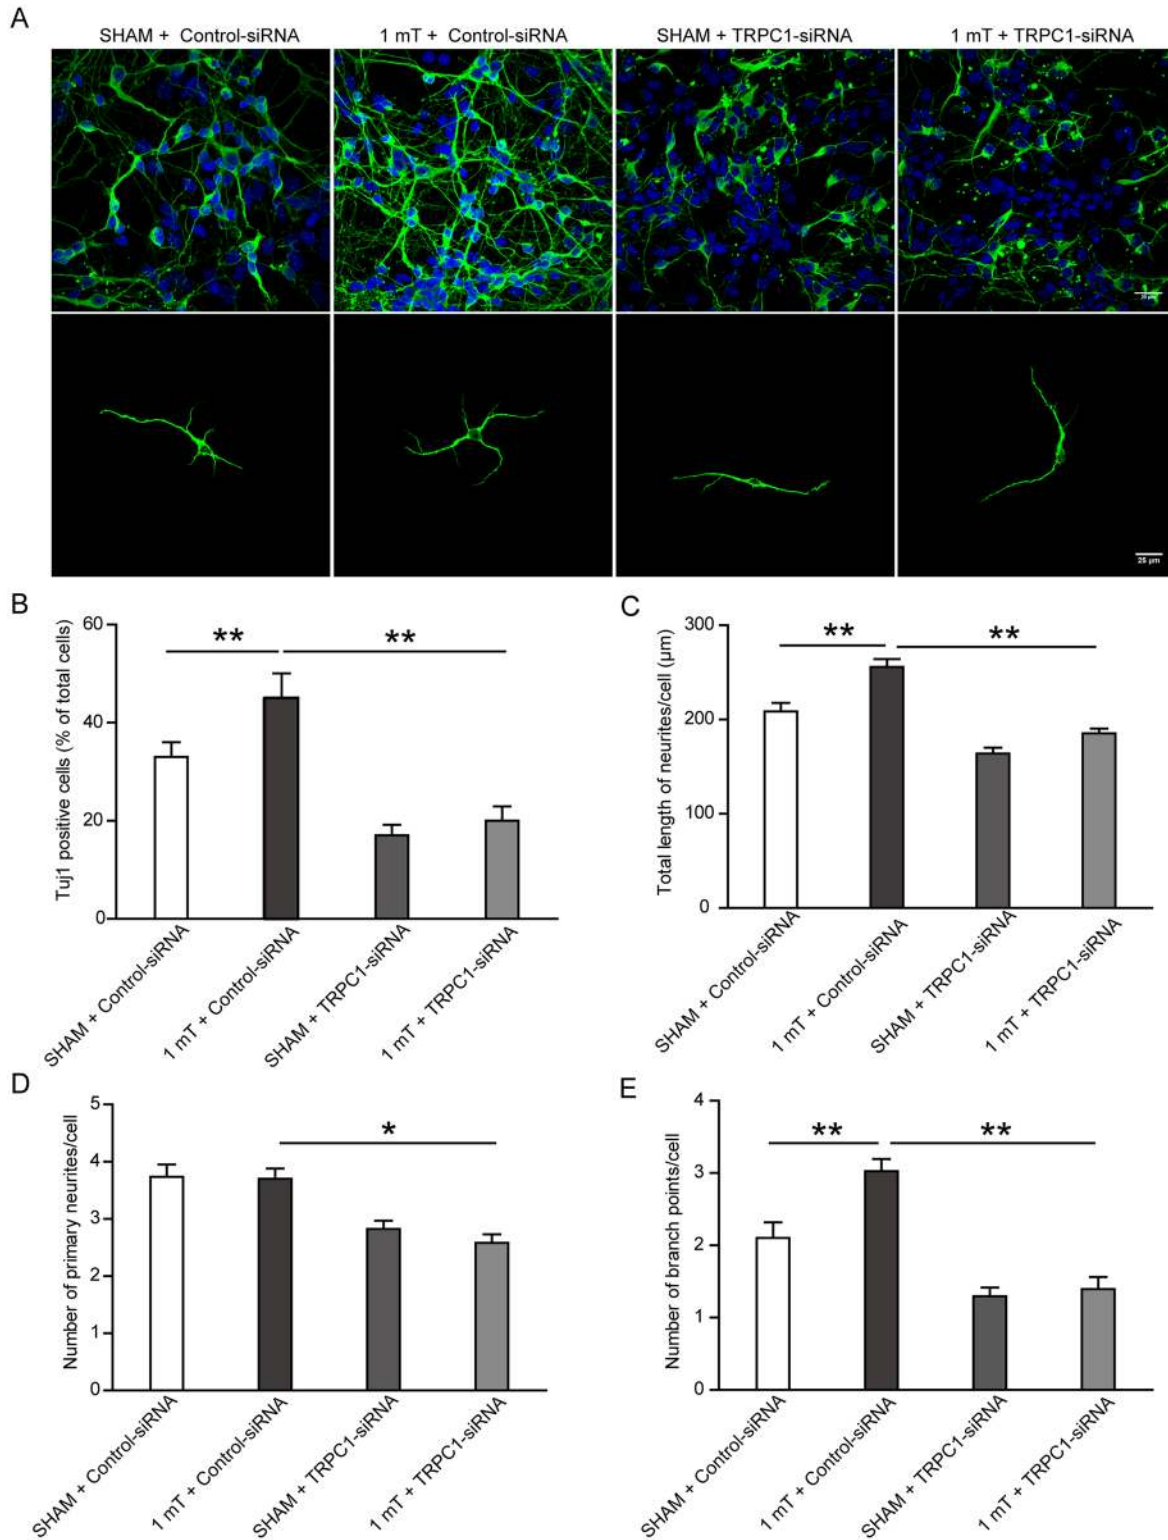 A
SHAM + Control-siRNA
1 mT + Control-siRNA
SHAM + TRPC1-siRNA
1 mT + TRPC1-siRNA
25 µm
B
60
40
20
0
Tuj1 positive cells (% of total cells)
**
**
SHAM + Control-siRNA
1 mT + Control-siRNA
SHAM + TRPC1-siRNA
1 mT + TRPC1-siRNA
C
300
200
100
0
Total length of neurites/cell (µm)
**
**
SHAM + Control-siRNA
1 mT + Control-siRNA
SHAM + TRPC1-siRNA
1 mT + TRPC1-siRNA
D
5
4
3
2
1
0
Number of primary neurites/cell
*
SHAM + Control-siRNA
1 mT + Control-siRNA
SHAM + TRPC1-siRNA
1 mT + TRPC1-siRNA
E
4
3
2
1
0
Number of branch points/cell
**
**
SHAM + Control-siRNA
1 mT + Control-siRNA
SHAM + TRPC1-siRNA
1 mT + TRPC1-siRNA